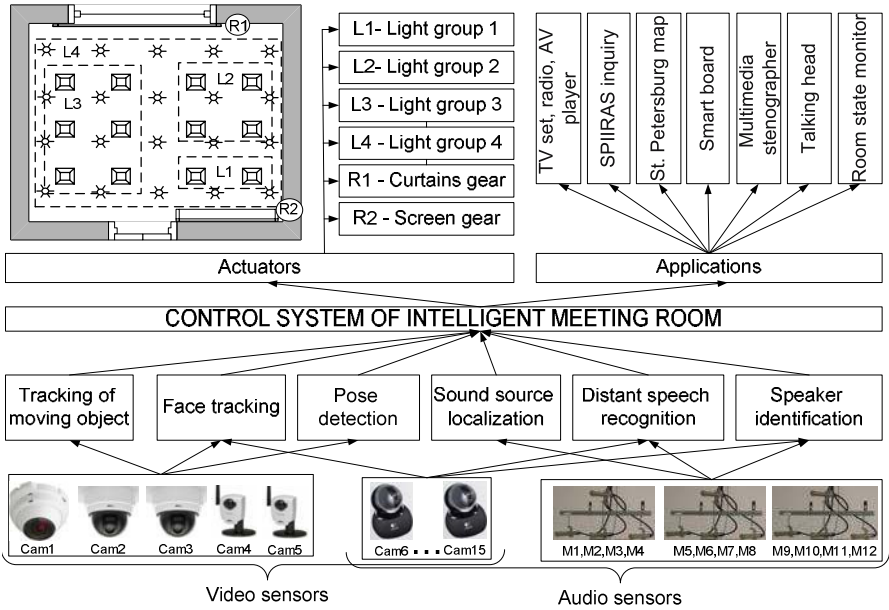 R1
L4
L2
L3
L1
R2
L1- Light group 1
L2- Light group 2
L3 - Light group 3
L4 - Light group 4
R1 - Curtains gear
R2 - Screen gear
TV set, radio, AV
player
SPIIRAS inquiry
St. Petersburg map
Smart board
Multimedia
stenographer
Talking head
Room state monitor
Actuators
Applications
CONTROL SYSTEM OF INTELLIGENT MEETING ROOM
Tracking of
moving object
Face tracking
Pose
detection
Sound source
localization
Distant speech
recognition
Speaker
identification
Cam1
Cam2
Cam3
Cam4
Cam5
Cam6 ... Cam15
M1,M2,M3,M4
M5,M6,M7,M8
M9,M10,M11,M12
Video sensors
Audio sensors